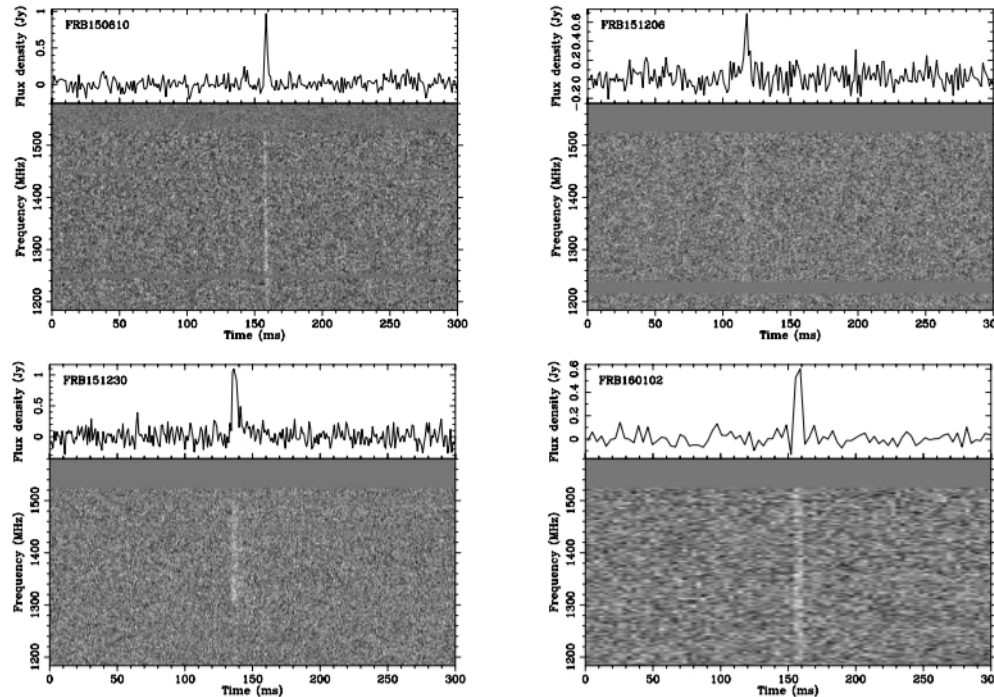 FRB150610
Flux density (Jy)
0 0.5 1
Frequency (MHz)
1200 1300 1400 1500
0 50 100 150 200 250 300
Time (ms)
FRB151206
Flux density (Jy)
−0.2 0 0.2 0.4 0.6
Frequency (MHz)
1200 1300 1400 1500
0 50 100 150 200 250 300
Time (ms)
FRB151230
Flux density (Jy)
0 0.5 1
Frequency (MHz)
1200 1300 1400 1500
0 50 100 150 200 250 300
Time (ms)
FRB160102
Flux density (Jy)
0 0.2 0.4 0.6
Frequency (MHz)
1200 1300 1400 1500
0 50 100 150 200 250 300
Time (ms)